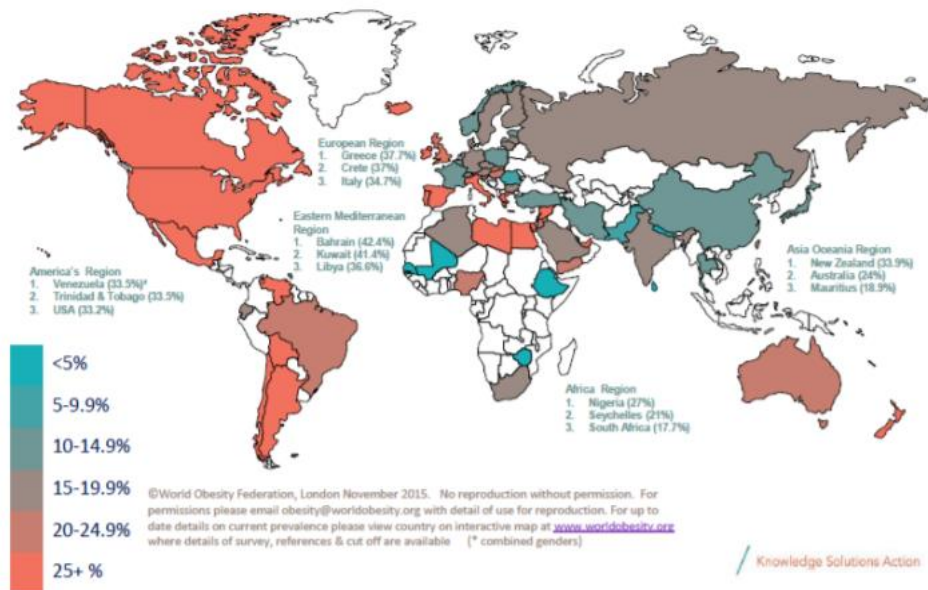 European Region
1. Greece (37.7%)
2. Crete (37%)
3. Italy (34.7%)
Eastern Mediterranean
Region
1. Bahrain (42.4%)
2. Kuwait (41.4%)
3. Libya (36.6%)
America's Region
1. Venezuela (33.5%)*
2. Trinidad & Tobago (33.5%)
3. USA (33.2%)
Asia Oceania Region
1. New Zealand (33.9%)
2. Australia (24%)
3. Mauritius (18.9%)
Africa Region
1. Nigeria (27%)
2. Seychelles (21%)
3. South Africa (17.7%)
<5%
5-9.9%
10-14.9%
15-19.9%
20-24.9%
25+ %
©World Obesity Federation, London November 2015. No reproduction without permission. For
permissions please email obesity@worldobesity.org with detail of use for reproduction. For up to
date details on current prevalence please view country on interactive map at www.worldobesity.org
where details of survey, references & cut off are available (* combined genders)
Knowledge Solutions Action